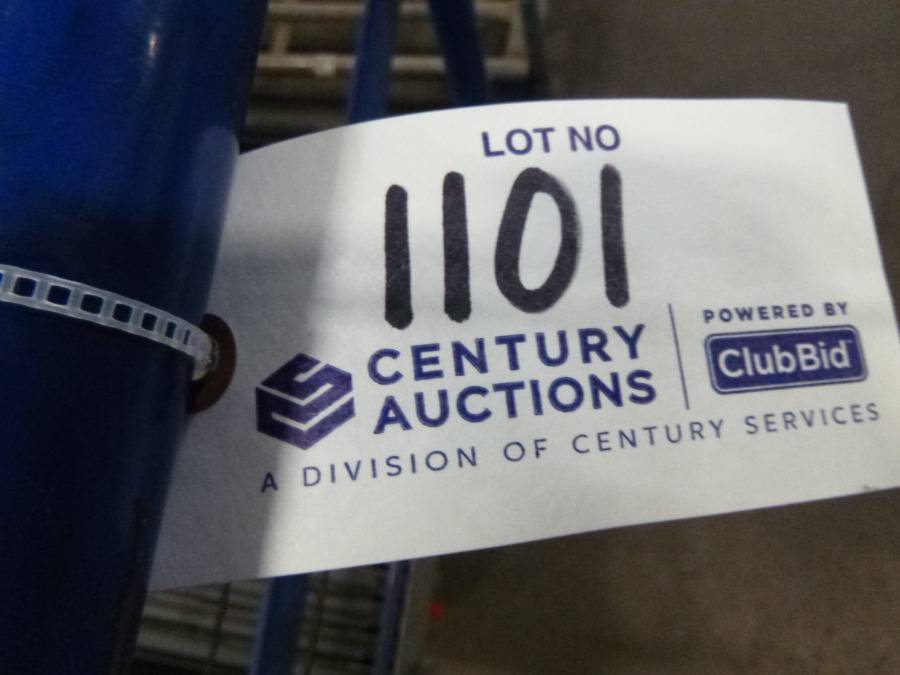 LOT NO
1101
CENTURY
AUCTIONS
POWERED BY
ClubBid
A DIVISION OF CENTURY SERVICES